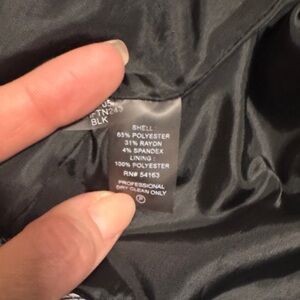 BLK
SHELL
65% POLYESTER
31% RAYON
4% SPANDEX
LINING :
100% POLYESTER
RN# 54163
PROFESSIONAL
DRY CLEAN ONLY
P